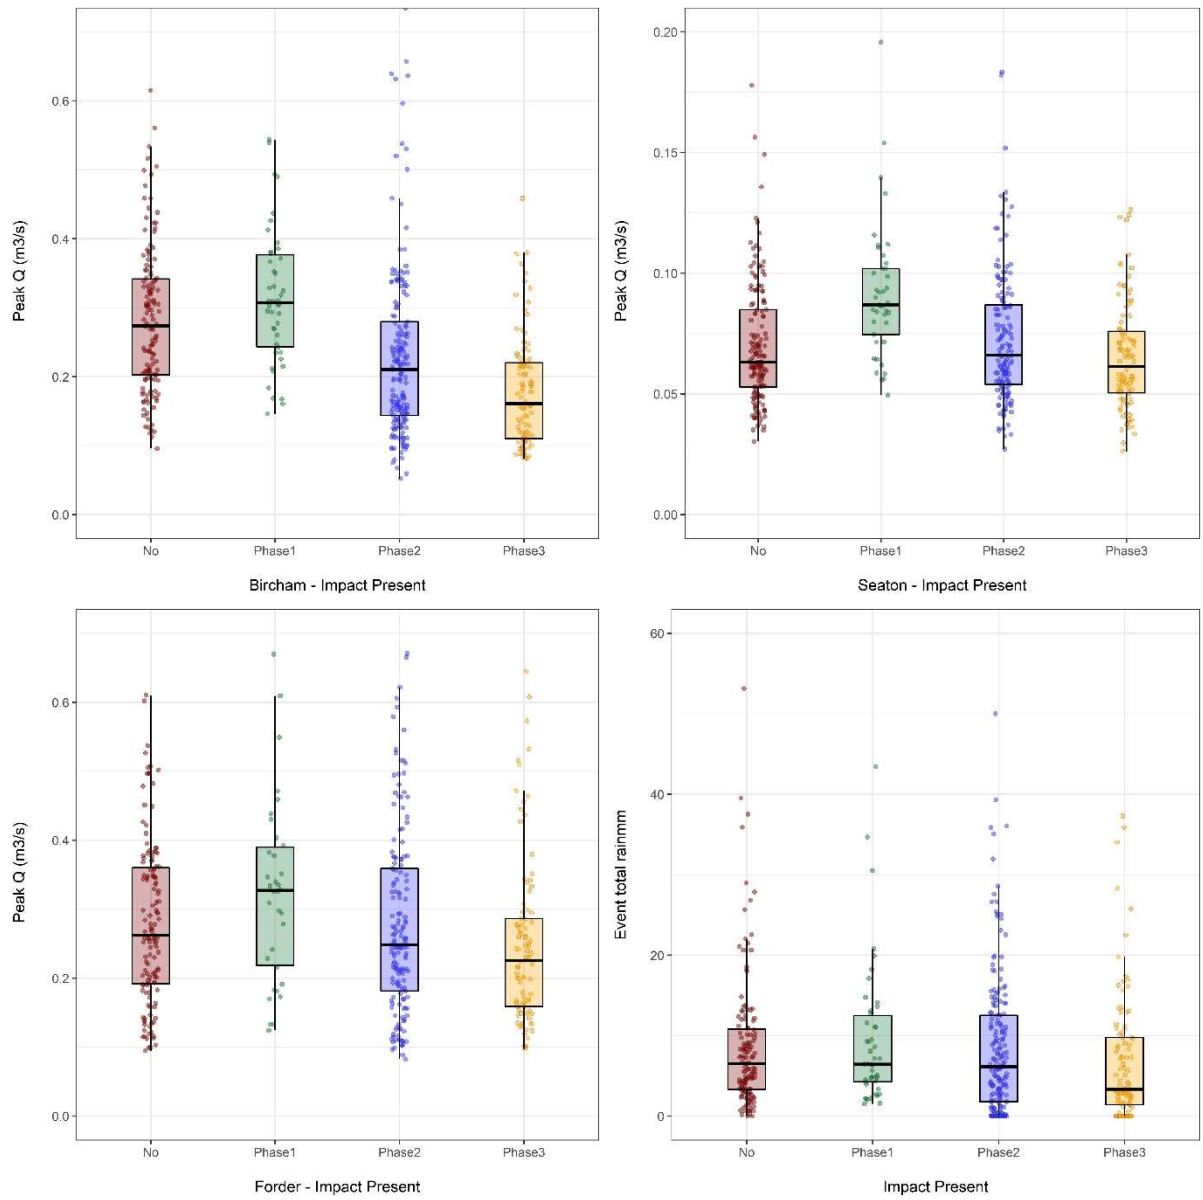 Peak Q (m3/s)
0.6
0.4
0.2
0.0
No Phase1 Phase2 Phase3
Bircham - Impact Present
Peak Q (m3/s)
0.20
0.15
0.10
0.05
0.00
No Phase1 Phase2 Phase3
Seaton - Impact Present
Peak Q (m3/s)
0.6
0.4
0.2
0.0
No Phase1 Phase2 Phase3
Forder - Impact Present
Event total rainmm
60
40
20
0
No Phase1 Phase2 Phase3
Impact Present